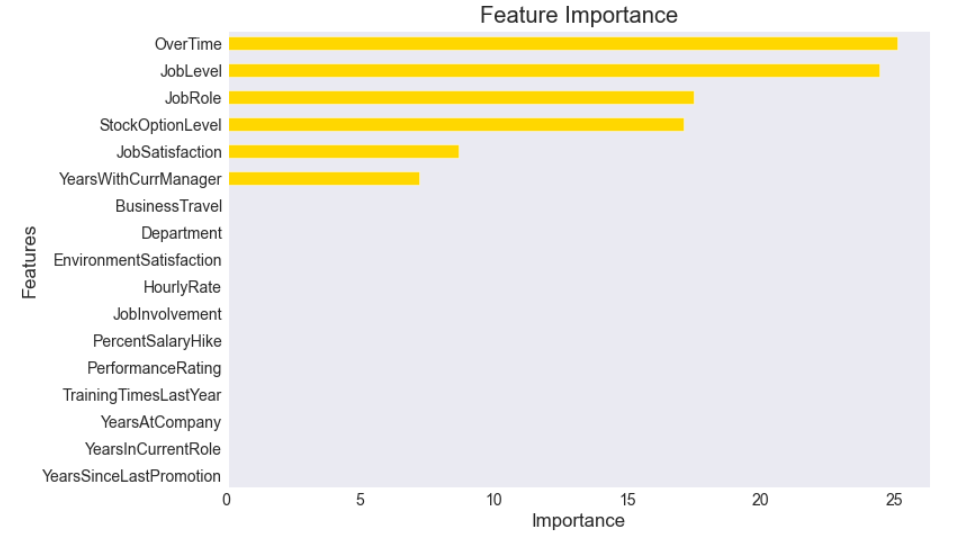 Feature Importance
OverTime
JobLevel
JobRole
StockOptionLevel
JobSatisfaction
YearsWithCurrManager
BusinessTravel
Department
EnvironmentSatisfaction
HourlyRate
JobInvolvement
PercentSalaryHike
PerformanceRating
TrainingTimesLastYear
YearsAtCompany
YearsInCurrentRole
YearsSinceLastPromotion
Features
0 5 10 15 20 25
Importance